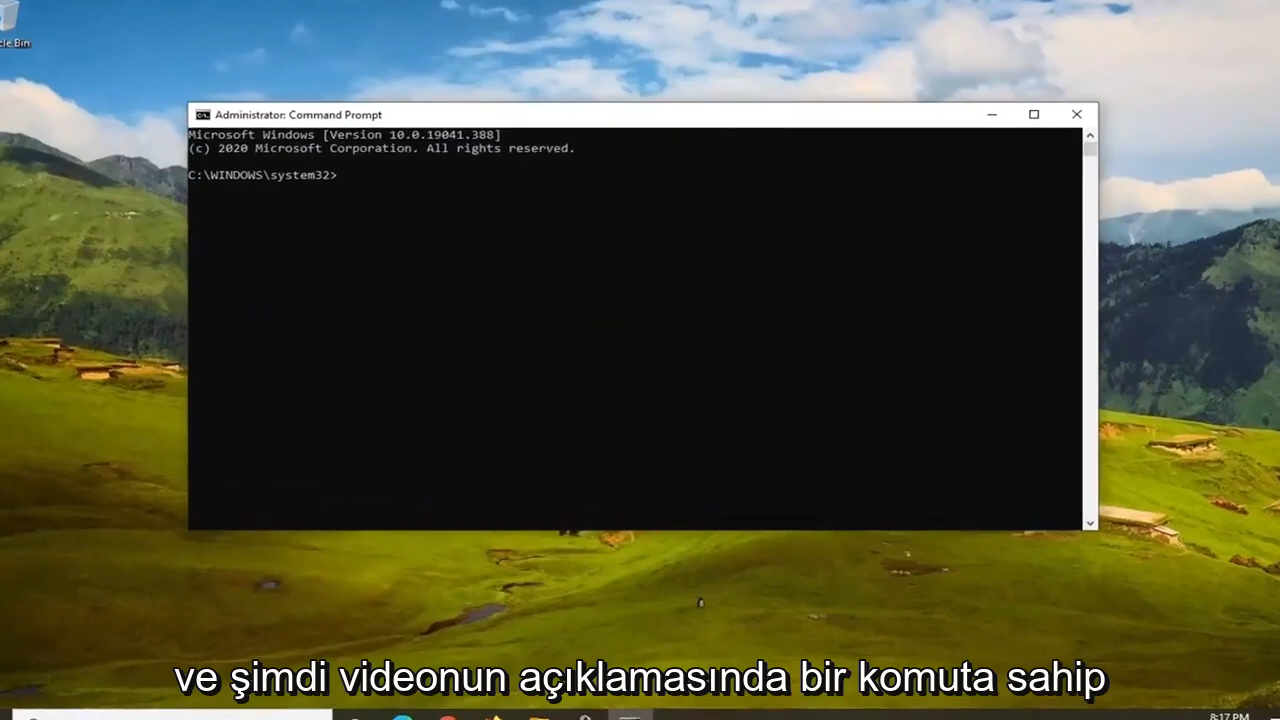 cle Bin
Administrator: Command Prompt
Microsoft Windows [Version 10.0.19041.388]
(c) 2020 Microsoft Corporation. All rights reserved.
C:\WINDOWS\system32>
ve şimdi videonun açıklamasında bir komuta sahip
8:17 PM